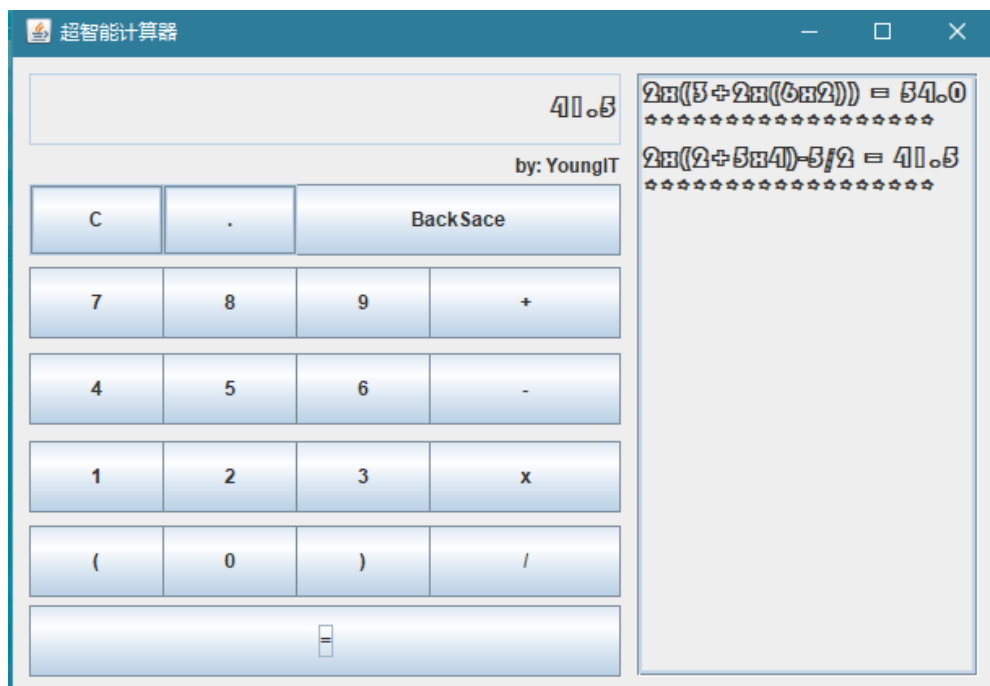 超智能计算器
41.5
by: YoungIT
C . BackSace
7 8 9 +
4 5 6 -
1 2 3 x
( 0 ) /
=
2x(3+2x(6x2)) = 54.0
******************
2x(2+5x4)-5/2 = 41.5
******************